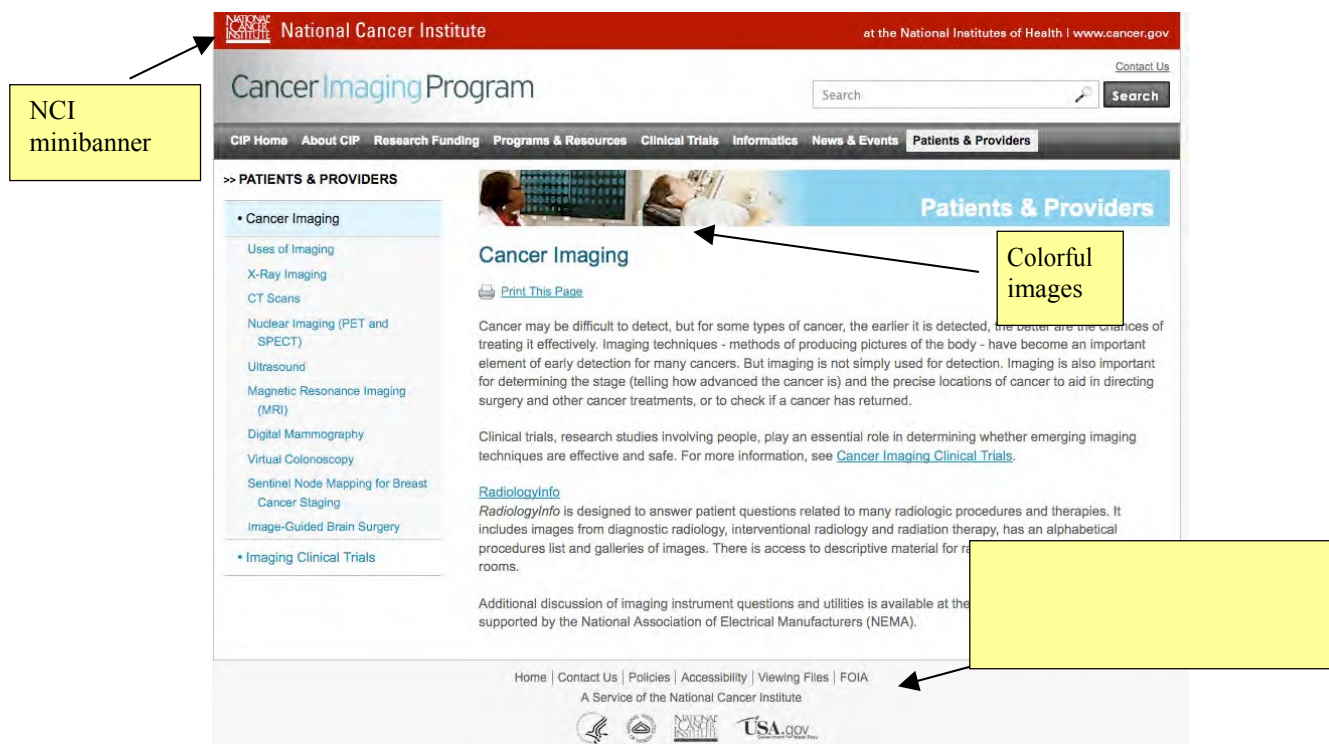 NATIONAL CANCER INSTITUTE
National Cancer Institute
at the National Institutes of Health | www.cancer.gov
Contact Us
Cancer Imaging Program
Search
Search
NCI
minibanner
CIP Home About CIP Research Funding Programs & Resources Clinical Trials Informatics News & Events Patients & Providers
>> PATIENTS & PROVIDERS
• Cancer Imaging
Uses of Imaging
X-Ray Imaging
CT Scans
Nuclear Imaging (PET and
SPECT)
Ultrasound
Magnetic Resonance Imaging
(MRI)
Digital Mammography
Virtual Colonoscopy
Sentinel Node Mapping for Breast
Cancer Staging
Image-Guided Brain Surgery
• Imaging Clinical Trials
Patients & Providers
Colorful
images
Cancer Imaging
Print This Page
Cancer may be difficult to detect, but for some types of cancer, the earlier it is detected, the better are the chances of
treating it effectively. Imaging techniques - methods of producing pictures of the body - have become an important
element of early detection for many cancers. But imaging is not simply used for detection. Imaging is also important
for determining the stage (telling how advanced the cancer is) and the precise locations of cancer to aid in directing
surgery and other cancer treatments, or to check if a cancer has returned.
Clinical trials, research studies involving people, play an essential role in determining whether emerging imaging
techniques are effective and safe. For more information, see Cancer Imaging Clinical Trials.
RadiologyInfo
RadiologyInfo is designed to answer patient questions related to many radiologic procedures and therapies. It
includes images from diagnostic radiology, interventional radiology and radiation therapy, has an alphabetical
procedures list and galleries of images. There is access to descriptive material for
rooms.
Additional discussion of imaging instrument questions and utilities is available at the
supported by the National Association of Electrical Manufacturers (NEMA).
Home | Contact Us | Policies | Accessibility | Viewing Files | FOIA
A Service of the National Cancer Institute
NATIONAL CANCER INSTITUTE
USA.gov